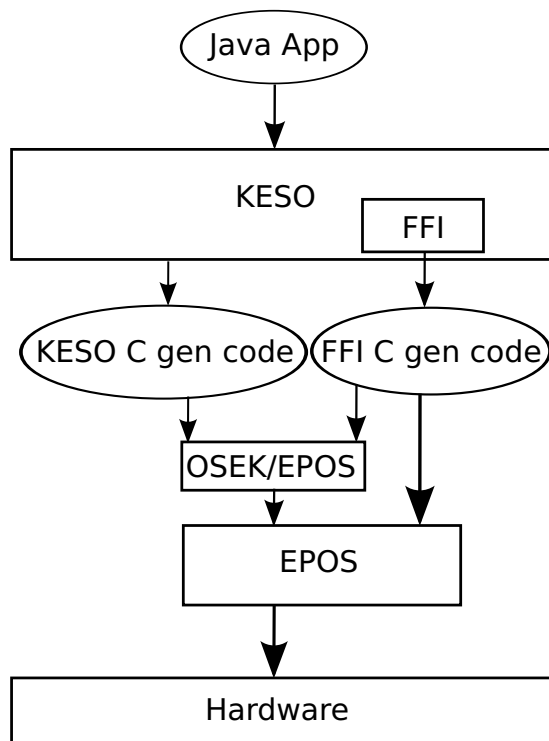 Java App
KESO
FFI
KESO C gen code
FFI C gen code
OSEK/EPOS
EPOS
Hardware